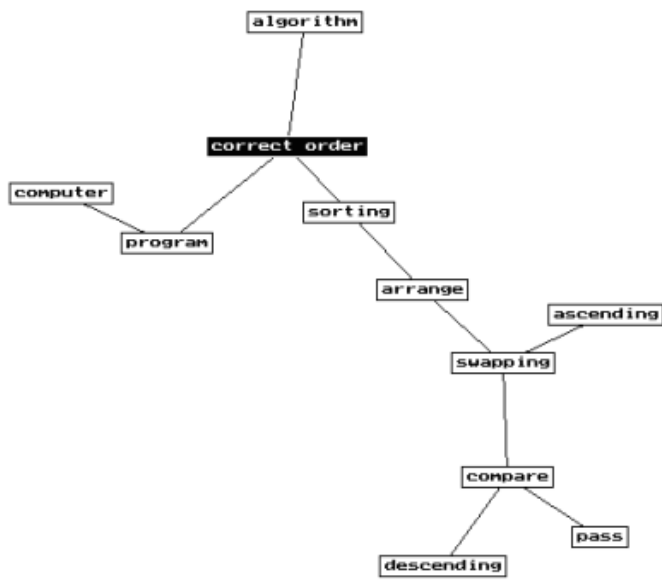 algorithm
correct order
computer
sorting
program
arrange
ascending
swapping
compare
pass
descending